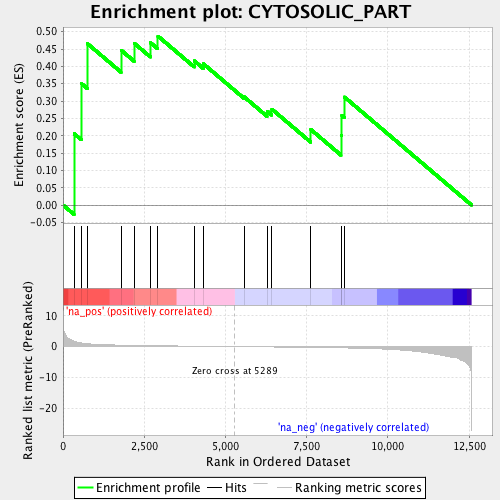 Enrichment plot: CYTOSOLIC_PART
Enrichment score (ES)
0.50
0.45
0.40
0.35
0.30
0.25
0.20
0.15
0.10
0.05
0.00
-0.05
'na_pos' (positively correlated)
Ranked list metric (PreRanked)
10
0
-10
-20
Zero cross at 5289
'na_neg' (negatively correlated)
0 2,500 5,000 7,500 10,000 12,500
Rank in Ordered Dataset
Enrichment profile Hits Ranking metric scores